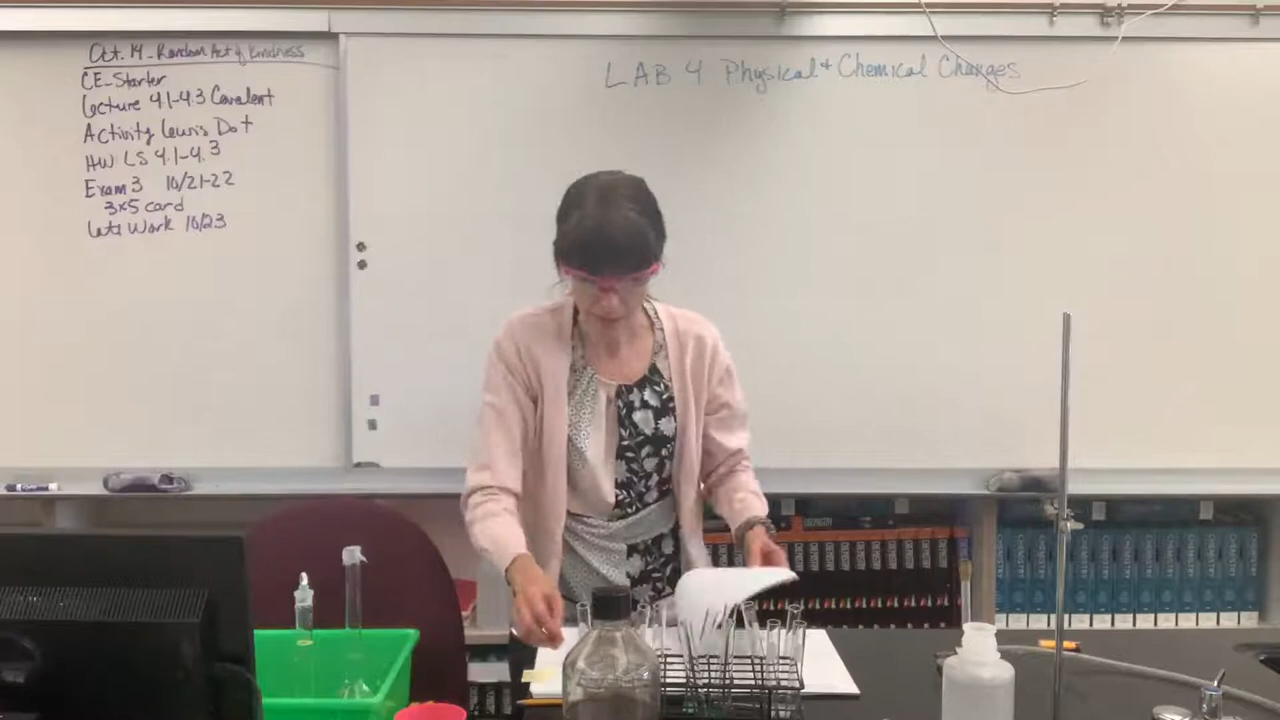 Oct. 14 - Random Act of Kindness
CE-Starter
Lecture 4.1-4.3 Covalent
Activity Lewis Dot
HW LS 4.1-4.3
Exam 3 10/21-22
3x5 card
Late Work 10/23
LAB 4 Physical + Chemical Changes